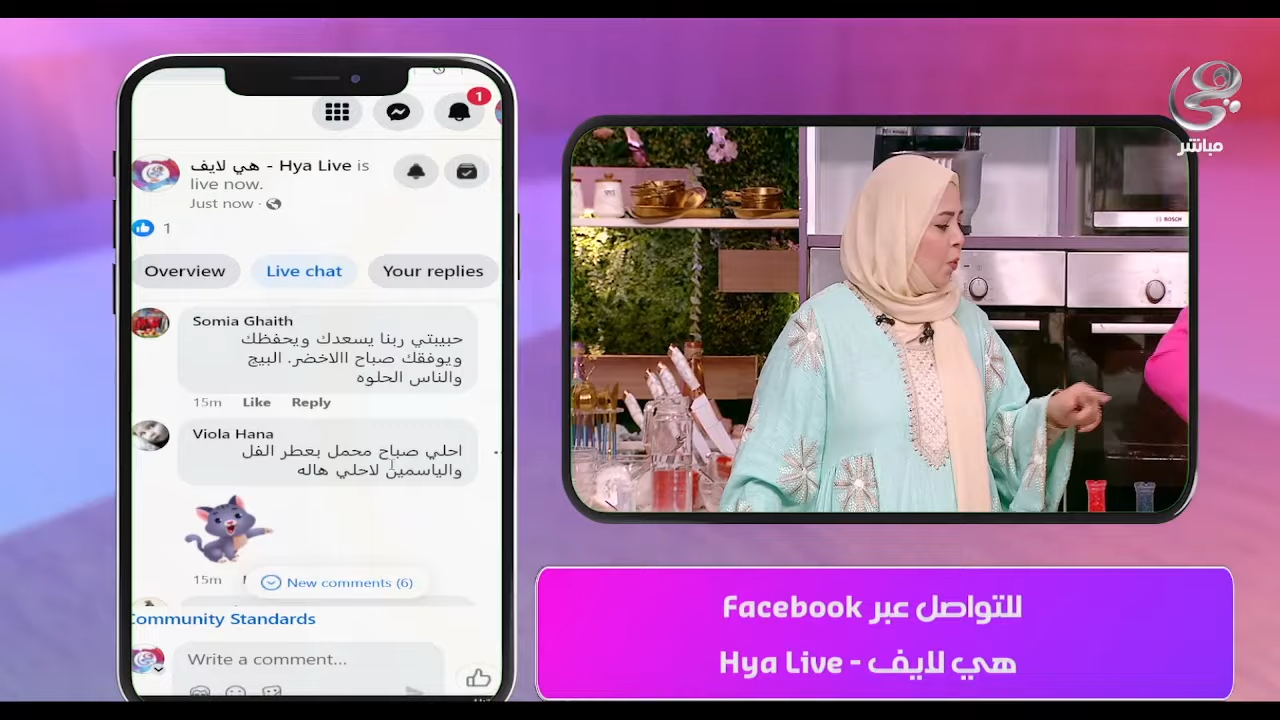 1
هي لايف - Hya Live is
live now.
Just now
1
Overview
Live chat
Your replies
Somia Ghaith
حبيبتي ربنا يسعدك ويحفظك
ويوفقك صباح االاخضر. البيج
والناس الحلوه
15m Like Reply
Viola Hana
احلي صباح محمل بعطر الفل
والياسمين لاحلي هاله
15m
New comments (6)
Community Standards
Write a comment...
هي
مباشر
BOSCH
للتواصل عبر Facebook
هي لايف - Hya Live